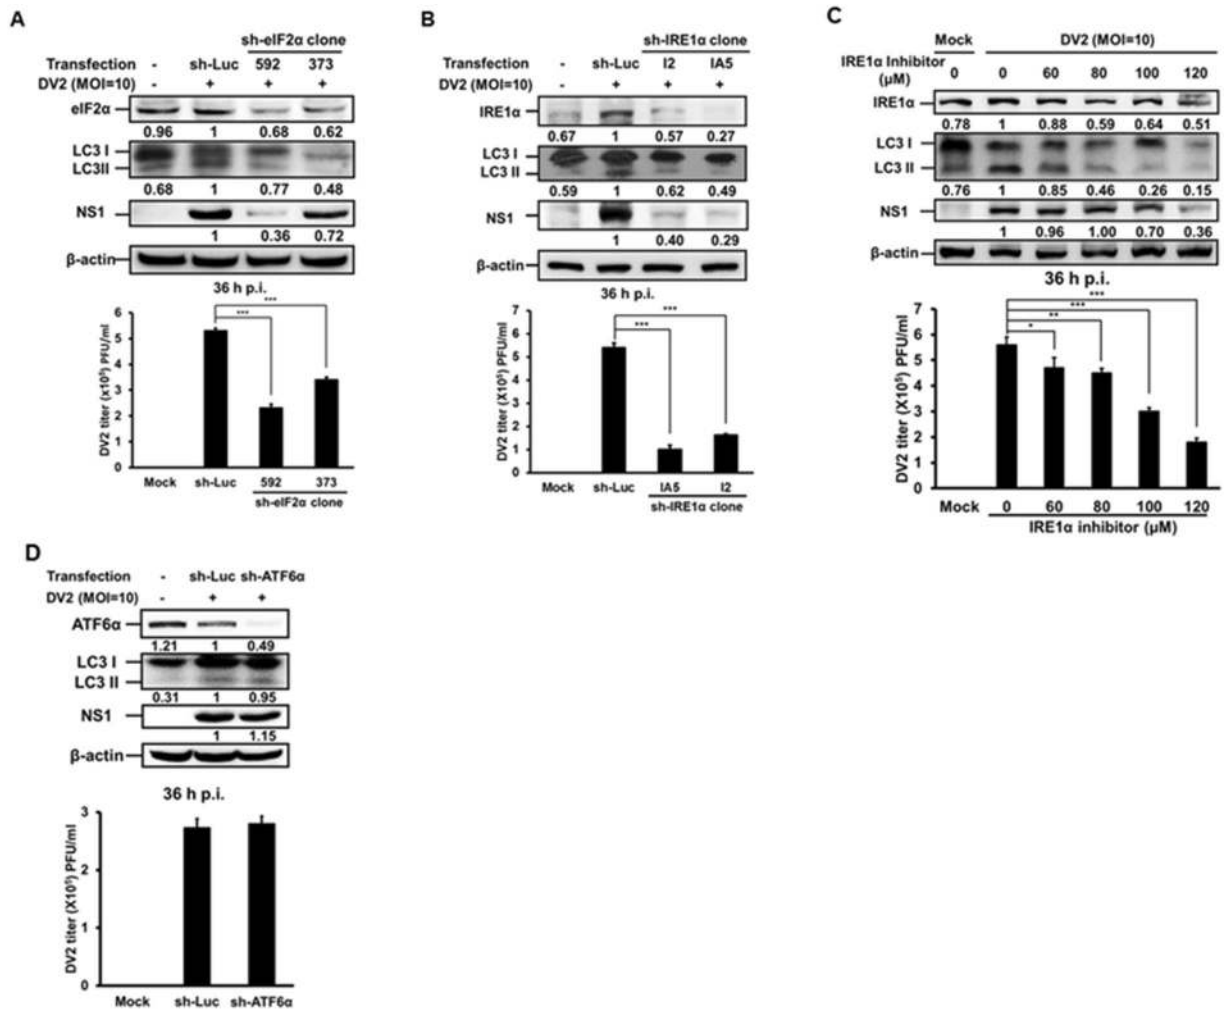 A
sh-eIF2α clone
Transfection - sh-Luc 592 373
DV2 (MOI=10) - + + +
eIF2α
0.96 1 0.68 0.62
LC3 I
LC3II
0.68 1 0.77 0.48
NS1
1 0.36 0.72
β-actin
36 h p.i.
*** ***
DV2 titer (x10⁵) PFU/ml
6
5
4
3
2
1
0
Mock sh-Luc 592 373
sh-eIF2α clone
B
sh-IRE1α clone
Transfection - sh-Luc I2 IA5
DV2 (MOI=10) - + + +
IRE1α
0.67 1 0.57 0.27
LC3 I
LC3 II
0.59 1 0.62 0.49
NS1
1 0.40 0.29
β-actin
36 h p.i.
*** ***
DV2 titer (X10⁵) PFU/ml
7
6
5
4
3
2
1
0
Mock sh-Luc IA5 I2
sh-IRE1α clone
C
Mock DV2 (MOI=10)
IRE1α Inhibitor
(μM) 0 0 60 80 100 120
IRE1α
0.78 1 0.88 0.59 0.64 0.51
LC3 I
LC3 II
0.76 1 0.85 0.46 0.26 0.15
NS1
1 0.96 1.00 0.70 0.36
β-actin
36 h p.i.
***
***
**
*
DV2 titer (X10⁵) PFU/ml
7
6
5
4
3
2
1
0
Mock 0 60 80 100 120
IRE1α inhibitor (μM)
D
Transfection - sh-Luc sh-ATF6α
DV2 (MOI=10) - + +
ATF6α
1.21 1 0.49
LC3 I
LC3 II
0.31 1 0.95
NS1
1 1.15
β-actin
36 h p.i.
DV2 titer (X10⁵) PFU/ml
3
2
1
0
Mock sh-Luc sh-ATF6α